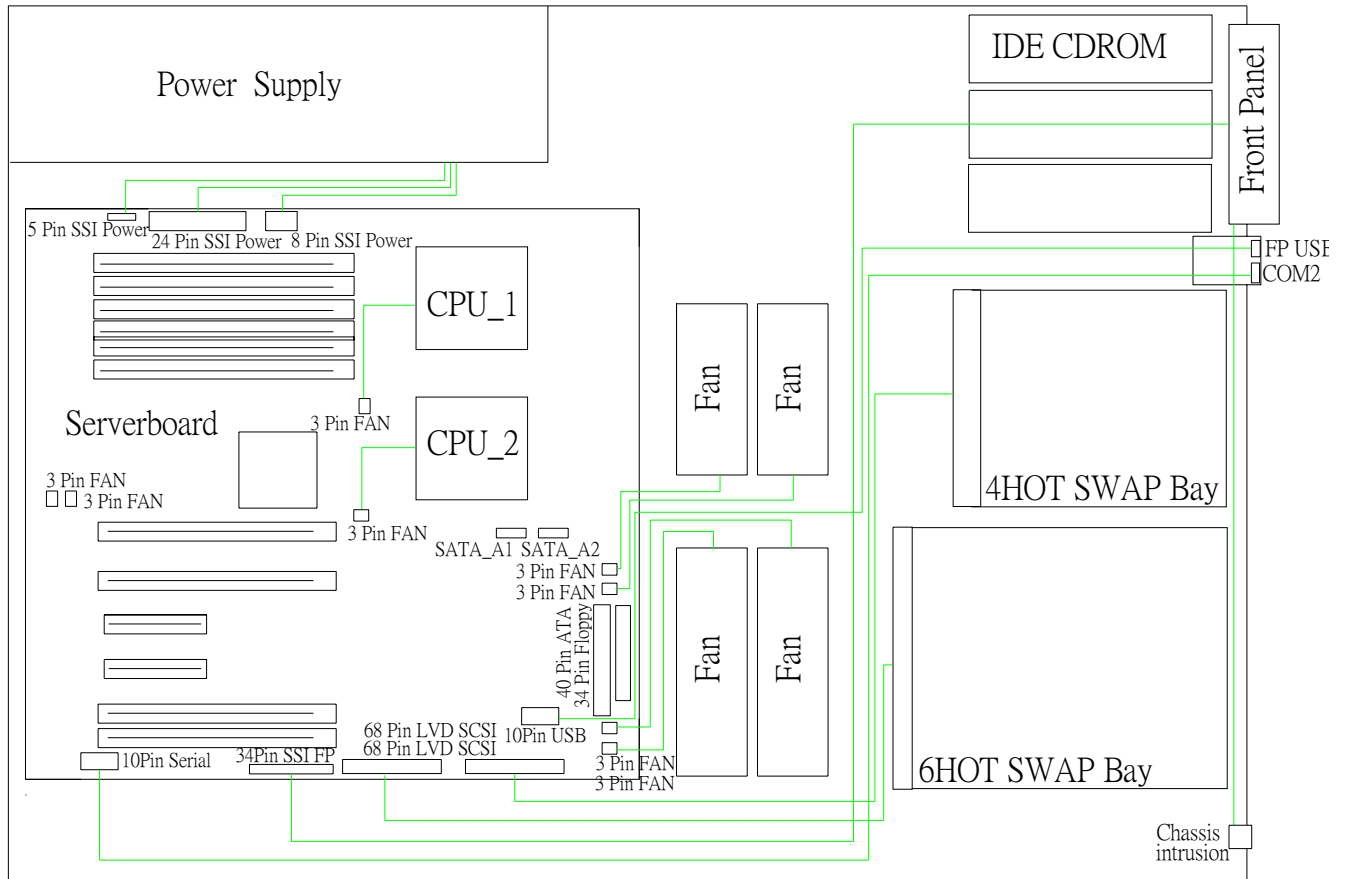 IDE CDROM
Power Supply
Front Panel
5 Pin SSI Power
24 Pin SSI Power
8 Pin SSI Power
FP USB
COM2
CPU_1
Fan
Fan
3 Pin FAN
Serverboard
CPU_2
3 Pin FAN
3 Pin FAN
4HOT SWAP Bay
3 Pin FAN
SATA_A1 SATA_A2
3 Pin FAN
3 Pin FAN
40 Pin ATA
34 Pin Floppy
Fan
Fan
68 Pin LVD SCSI
10Pin USB
68 Pin LVD SCSI
34Pin SSI FP
10Pin Serial
3 Pin FAN
3 Pin FAN
6HOT SWAP Bay
Chassis
intrusion